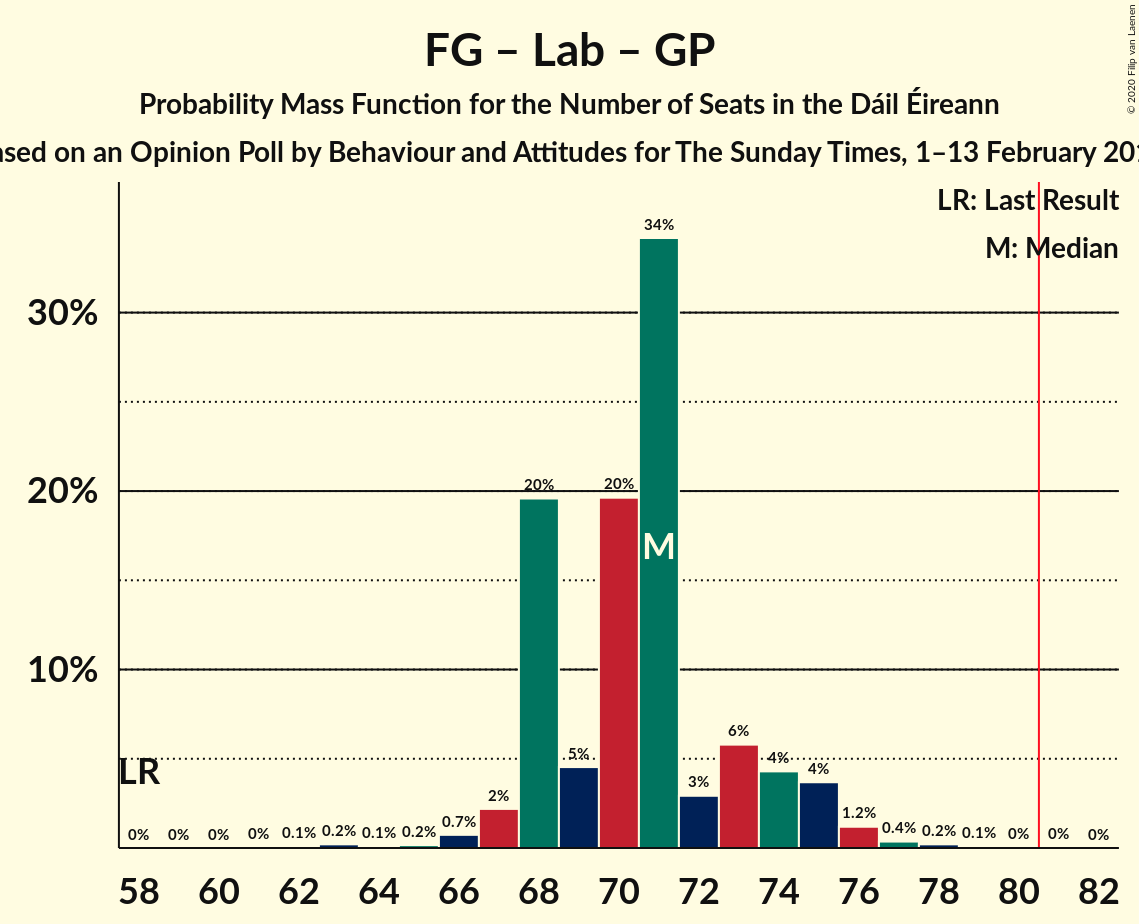 FG – Lab – GP
Probability Mass Function for the Number of Seats in the Dáil Éireann
on an Opinion Poll by Behaviour and Attitudes for The Sunday Times, 1–13 February
© 2020 Filip van Laenen
LR: Last Result
M: Median
34%
30%
20%
20% 20%
M
10%
6%
LR
5% 4% 4%
3%
2%
1.2%
0% 0% 0% 0% 0.1% 0.2% 0.1% 0.2% 0.7% 0.4% 0.2% 0.1% 0% 0% 0%
58 60 62 64 66 68 70 72 74 76 78 80 82